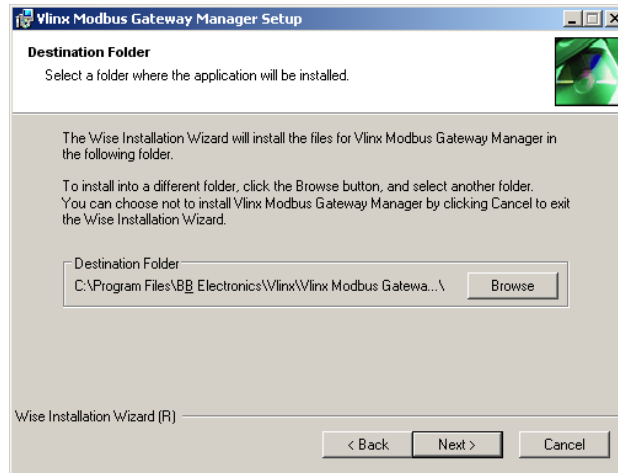 Vlinx Modbus Gateway Manager Setup
Destination Folder
Select a folder where the application will be installed.
The Wise Installation Wizard will install the files for Vlinx Modbus Gateway Manager in
the following folder.
To install into a different folder, click the Browse button, and select another folder.
You can choose not to install Vlinx Modbus Gateway Manager by clicking Cancel to exit
the Wise Installation Wizard.
Destination Folder
C:\Program Files\BB Electronics\Vlinx\Vlinx Modbus Gatewa...\
Browse
Wise Installation Wizard (R)
< Back
Next >
Cancel